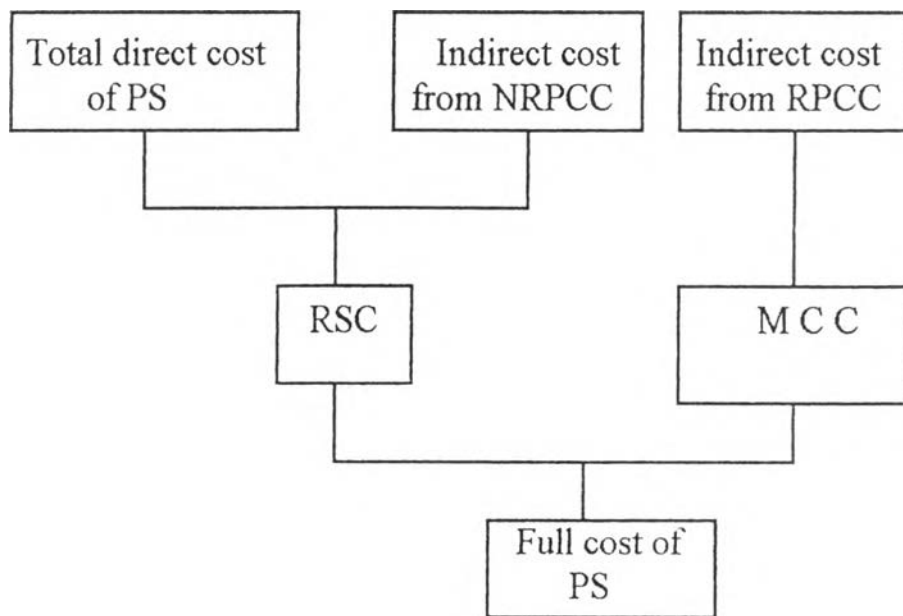 Total direct cost
of PS
Indirect cost
from NRPCC
Indirect cost
from RPCC
RSC
M C C
Full cost of
PS